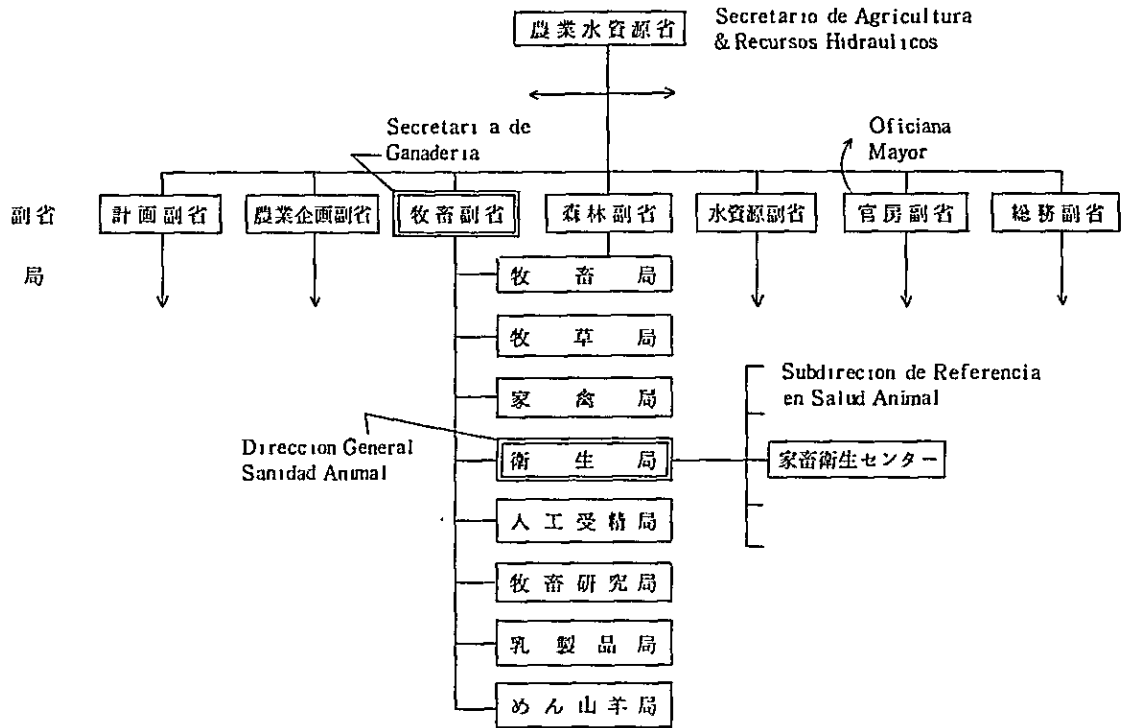 農業水資源省
Secretario de Agricultura
& Recursos Hidraulicos
Secretari a de
Ganaderia
Oficiana
Mayor
副省
計画副省
農業企画副省
牧畜副省
森林副省
水資源副省
官房副省
総務副省
局
牧畜局
牧草局
家禽局
Direccion General
Sanidad Animal
衛生局
Subdirecion de Referencia
en Salud Animal
家畜衛生センター
人工受精局
牧畜研究局
乳製品局
めん山羊局